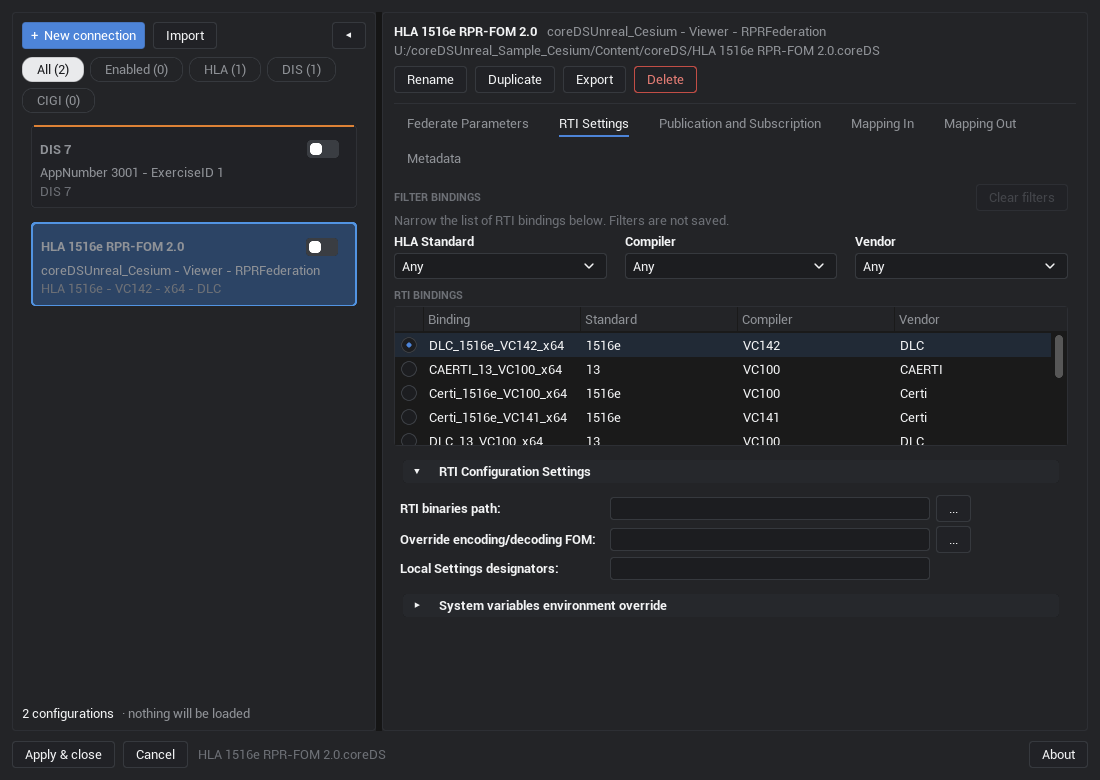 + New connection
Import
All (2)
Enabled (0)
HLA (1)
DIS (1)
CIGI (0)
DIS 7
AppNumber 3001 - ExerciseID 1
DIS 7
HLA 1516e RPR-FOM 2.0
coreDSUnreal_Cesium - Viewer - RPRFederation
HLA 1516e - VC142 - x64 - DLC
2 configurations · nothing will be loaded
HLA 1516e RPR-FOM 2.0 coreDSUnreal_Cesium - Viewer - RPRFederation
U:/coreDSUnreal_Sample_Cesium/Content/coreDS/HLA 1516e RPR-FOM 2.0.coreDS
Rename
Duplicate
Export
Delete
Federate Parameters
RTI Settings
Publication and Subscription
Mapping In
Mapping Out
Metadata
FILTER BINDINGS
Clear filters
Narrow the list of RTI bindings below. Filters are not saved.
HLA Standard
Compiler
Vendor
Any
Any
Any
RTI BINDINGS
Binding Standard Compiler Vendor
DLC_1516e_VC142_x64 1516e VC142 DLC
CAERTI_13_VC100_x64 13 VC100 CAERTI
Certi_1516e_VC100_x64 1516e VC100 Certi
Certi_1516e_VC141_x64 1516e VC141 Certi
DLC_13_VC100_x64 13 VC100 DLC
RTI Configuration Settings
RTI binaries path:
...
Override encoding/decoding FOM:
...
Local Settings designators:
System variables environment override
Apply & close
Cancel
HLA 1516e RPR-FOM 2.0.coreDS
About